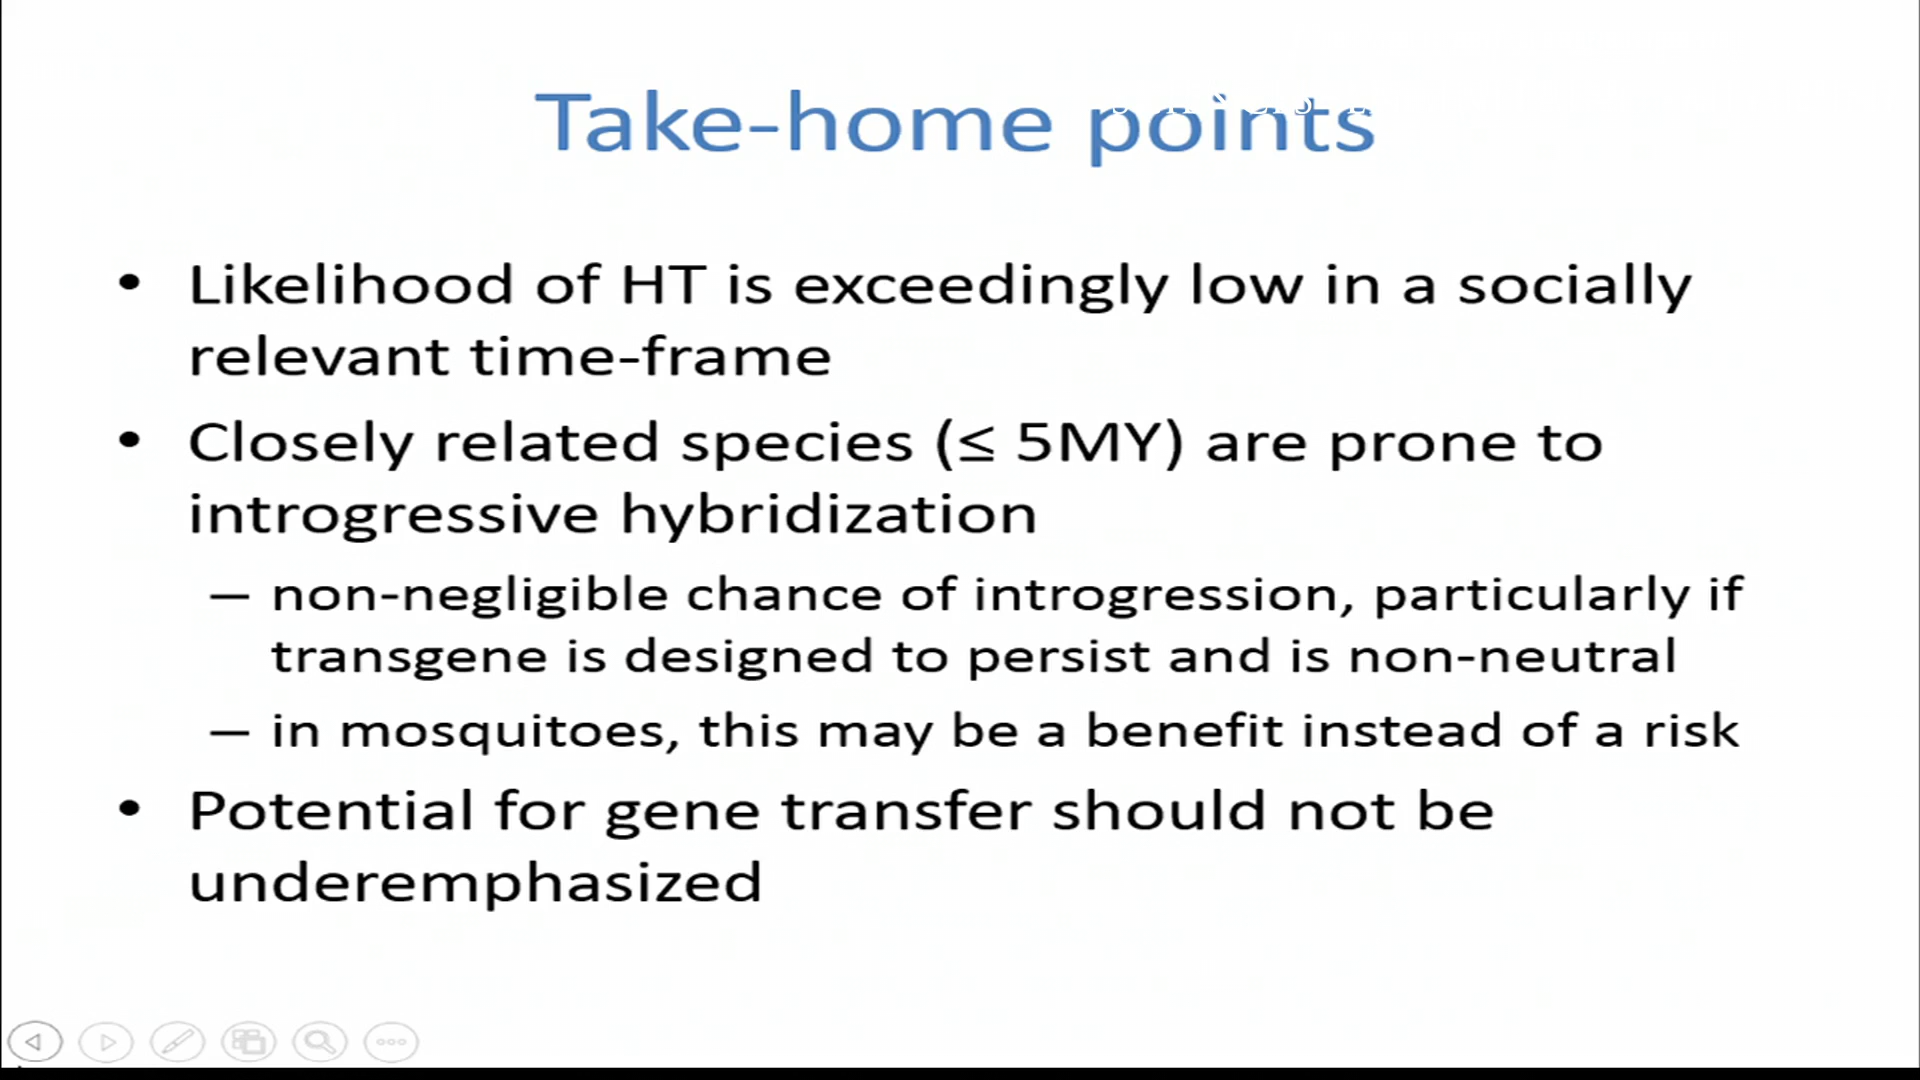 Take-home points
• Likelihood of HT is exceedingly low in a socially
relevant time-frame
• Closely related species (≤ 5MY) are prone to
introgressive hybridization
– non-negligible chance of introgression, particularly if
transgene is designed to persist and is non-neutral
– in mosquitoes, this may be a benefit instead of a risk
• Potential for gene transfer should not be
underemphasized